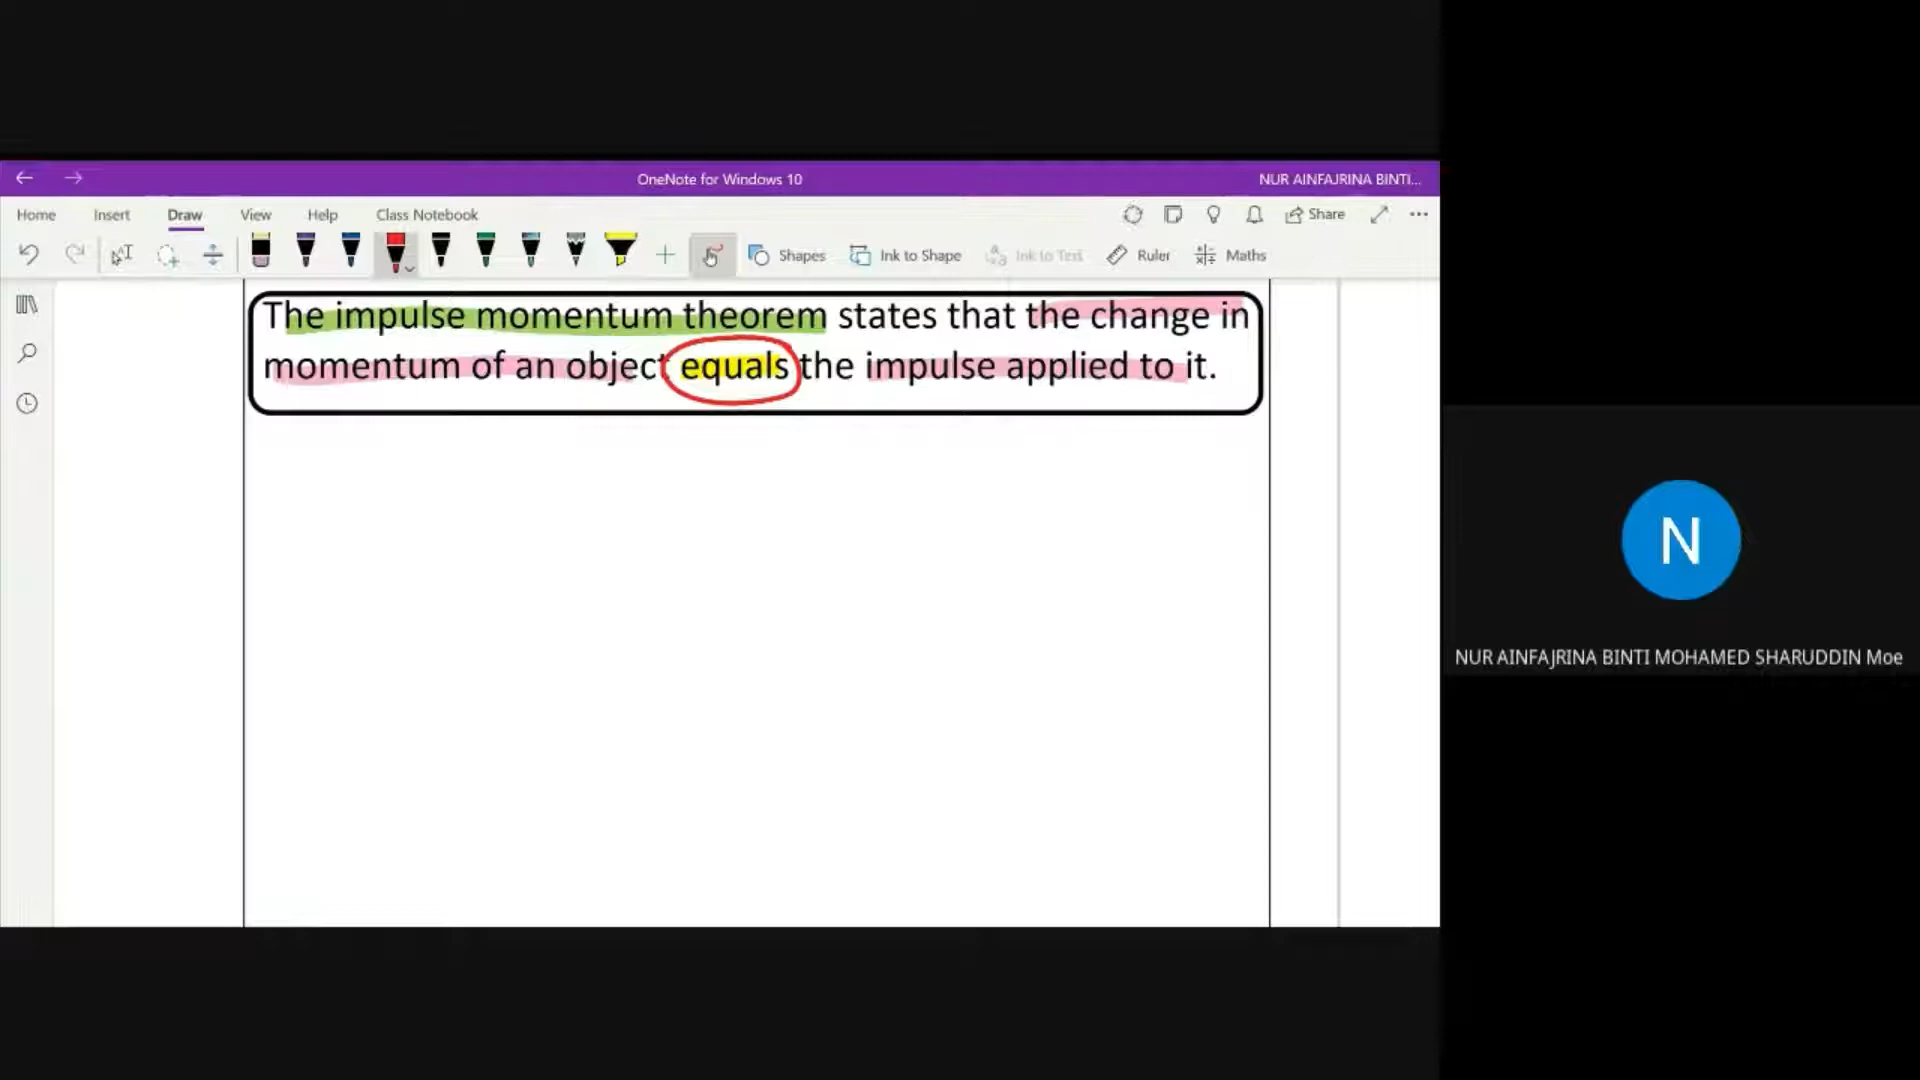 OneNote for Windows 10
NUR AINFAJRINA BINTI...
Home Insert Draw View Help Class Notebook Share
Shapes Ink to Shape Ink to Text Ruler Maths
The impulse momentum theorem states that the change in
momentum of an object equals the impulse applied to it.
N
NUR AINFAJRINA BINTI MOHAMED SHARUDDIN Moe